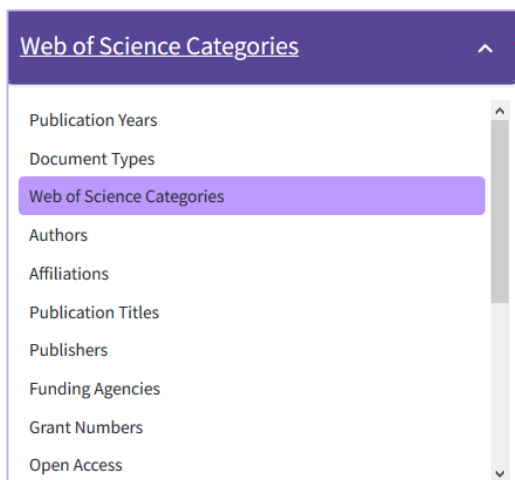 Web of Science Categories
Publication Years
Document Types
Web of Science Categories
Authors
Affiliations
Publication Titles
Publishers
Funding Agencies
Grant Numbers
Open Access